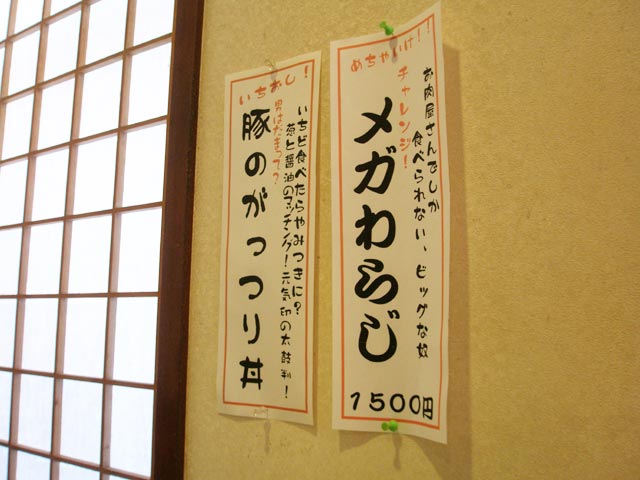 めちゃいけ!!
チャレンジ!
お肉屋さんでしか
食べられない、ビッグな奴
メガわらじ
1500円
いちおし!
いちど食べたらやみつきに?
葱と醤油のマッチング!元気印の太鼓判!
男はだまって?
豚のがっつり丼